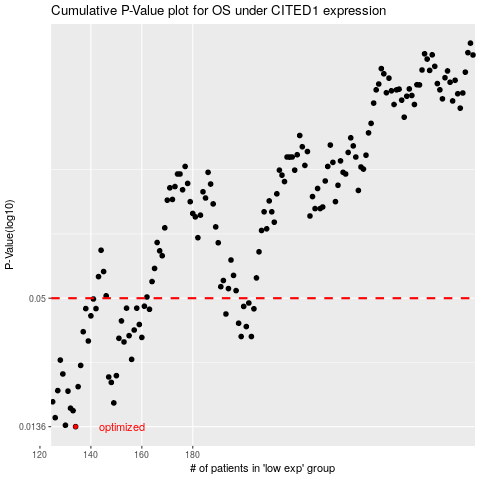 Cumulative P-Value plot for OS under CITED1 expression
P-Value(log10)
0.05
0.0136
optimized
120 140 160 180
# of patients in 'low exp' group